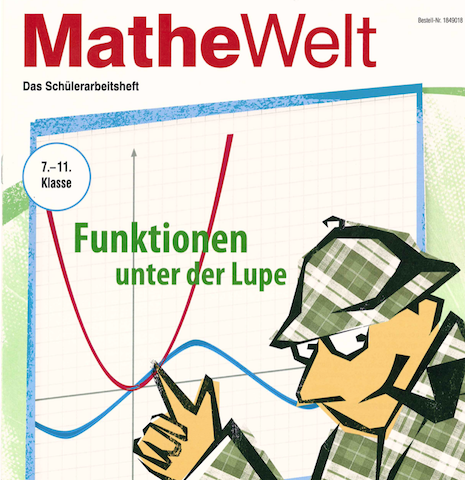 MatheWelt
Bestell-Nr. 1849018
Das Schülerarbeitsheft
7.–11.
Klasse
Funktionen
unter der Lupe